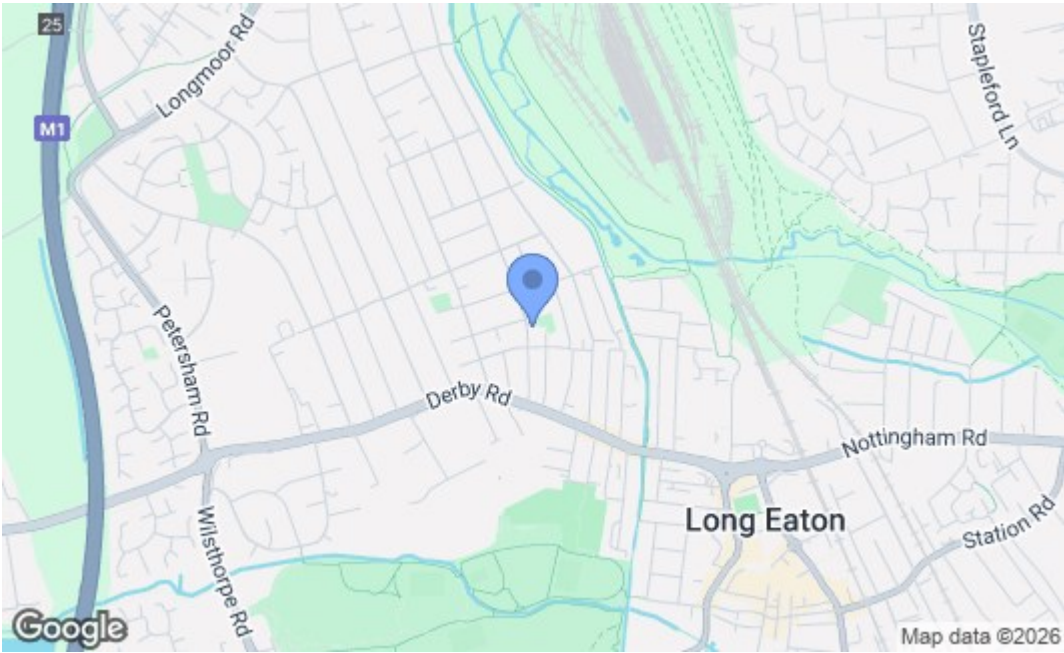 25
Longmoor Rd
Stapleford Ln
M1
Petersham Rd
Derby Rd
Nottingham Rd
Long Eaton
Station Rd
Wilsthorpe Rd
Google
Map data ©2026